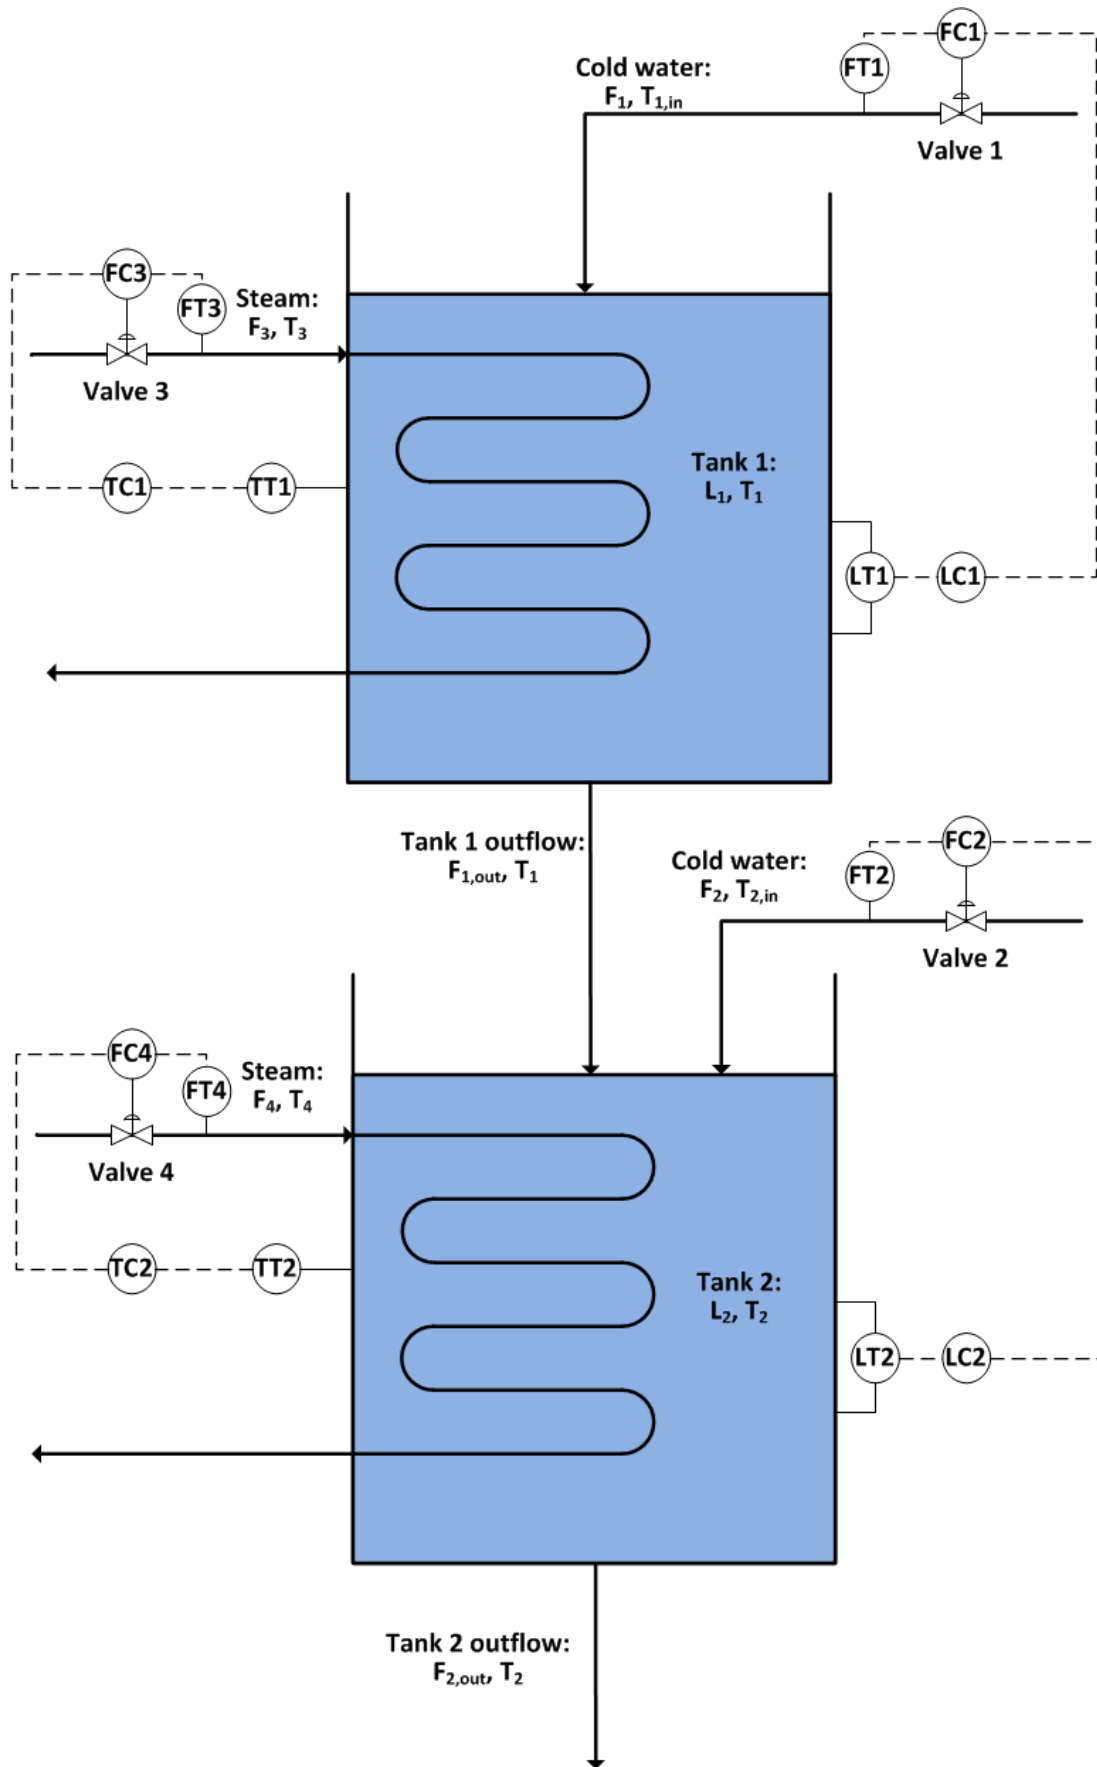 FC1
FT1
Cold water:
F₁, T₁,ᵢₙ
Valve 1
FC3
FT3
Steam:
F₃, T₃
Valve 3
TC1
TT1
Tank 1:
L₁, T₁
LT1
LC1
Tank 1 outflow:
F₁,ₒᵤₜ, T₁
FC2
FT2
Cold water:
F₂, T₂,ᵢₙ
Valve 2
FC4
FT4
Steam:
F₄, T₄
Valve 4
TC2
TT2
Tank 2:
L₂, T₂
LT2
LC2
Tank 2 outflow:
F₂,ₒᵤₜ, T₂